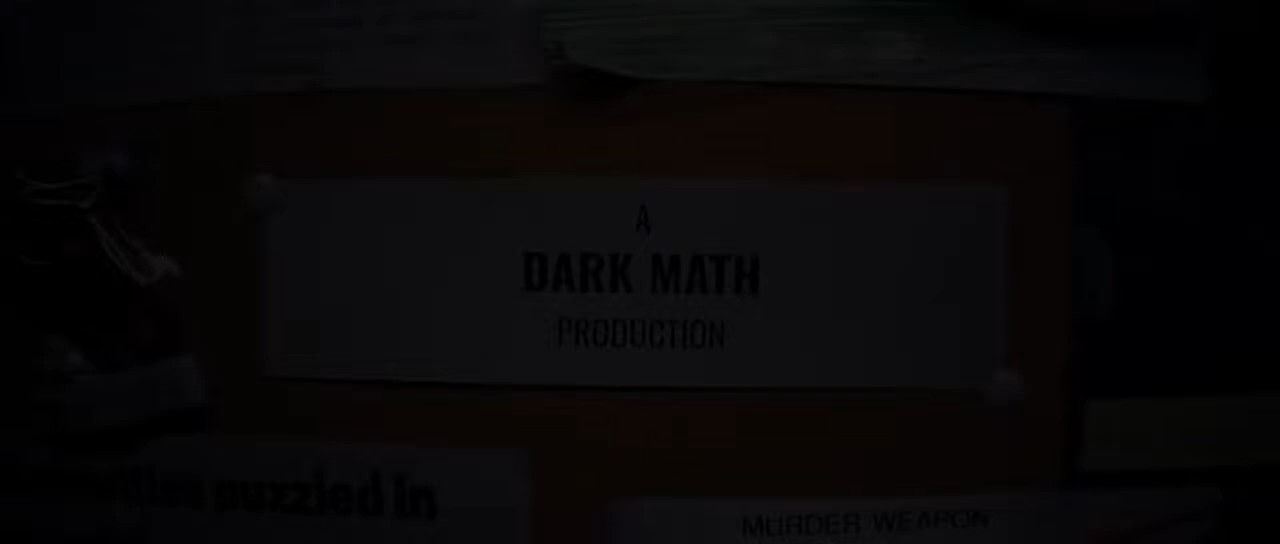 A
DARK MATH
PRODUCTION
puzzled in
MURDER WEAPON